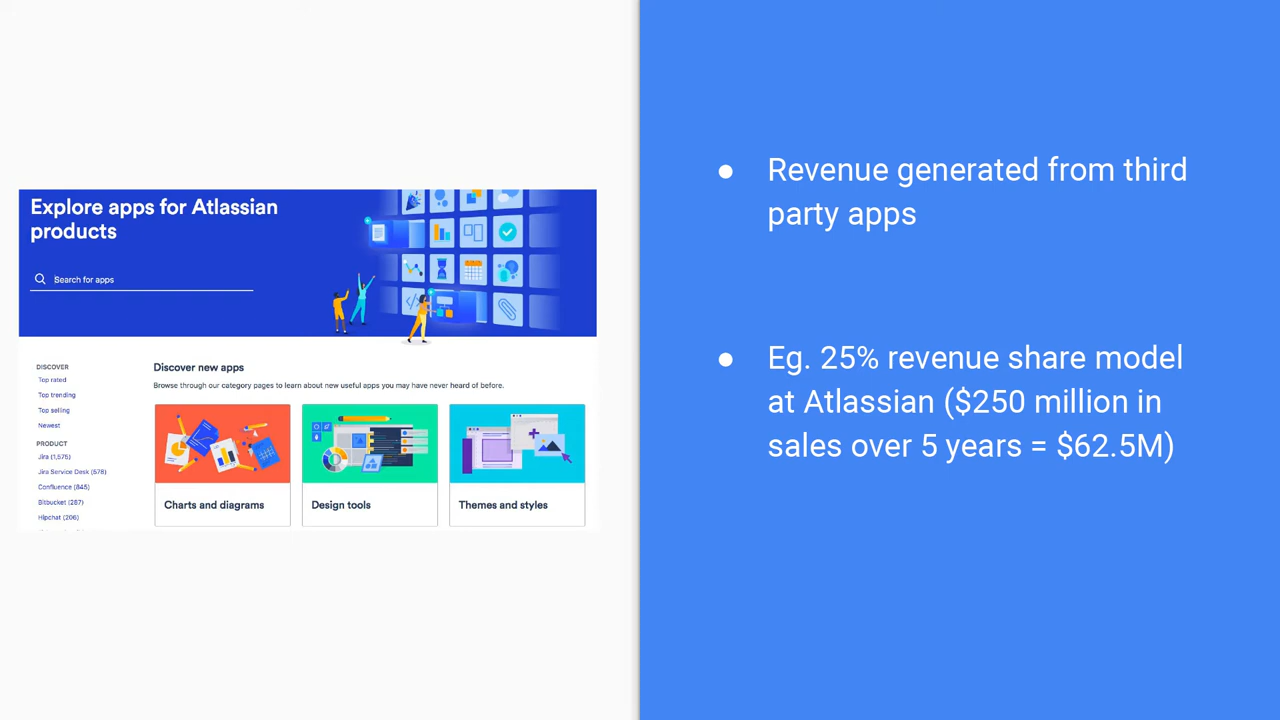 Explore apps for Atlassian
products
Search for apps
DISCOVER
Top rated
Top trending
Top selling
Newest
PRODUCT
Jira (1,575)
Jira Service Desk (578)
Confluence (845)
Bitbucket (287)
Hipchat (206)
Discover new apps
Browse through our category pages to learn about new useful apps you may have never heard of before.
Charts and diagrams
Design tools
Themes and styles
● Revenue generated from third
party apps
● Eg. 25% revenue share model
at Atlassian ($250 million in
sales over 5 years = $62.5M)